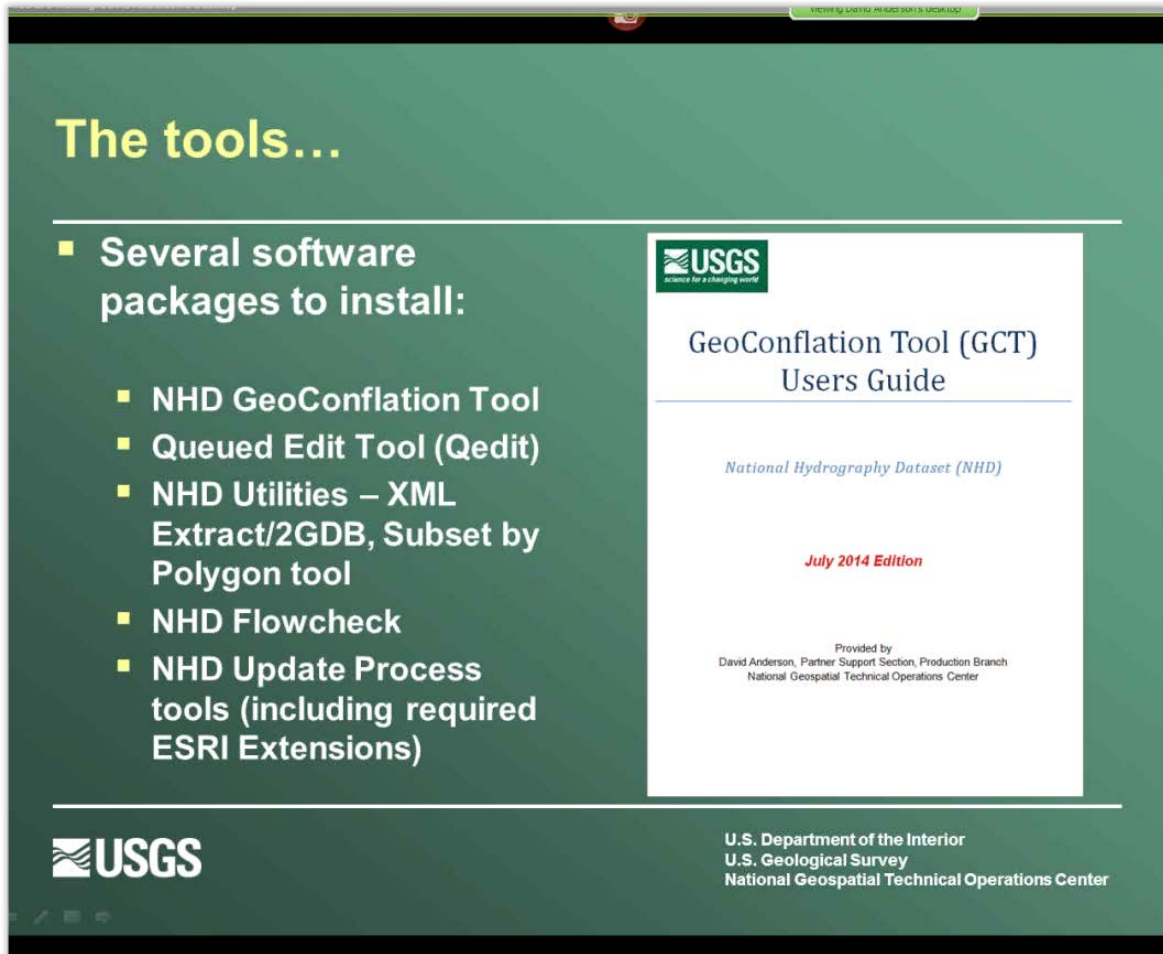 Viewing David Anderson's desktop
The tools…
Several software
packages to install:
NHD GeoConflation Tool
Queued Edit Tool (Qedit)
NHD Utilities – XML
Extract/2GDB, Subset by
Polygon tool
NHD Flowcheck
NHD Update Process
tools (including required
ESRI Extensions)
USGS
science for a changing world
GeoConflation Tool (GCT)
Users Guide
National Hydrography Dataset (NHD)
July 2014 Edition
Provided by
David Anderson, Partner Support Section, Production Branch
National Geospatial Technical Operations Center
USGS
U.S. Department of the Interior
U.S. Geological Survey
National Geospatial Technical Operations Center